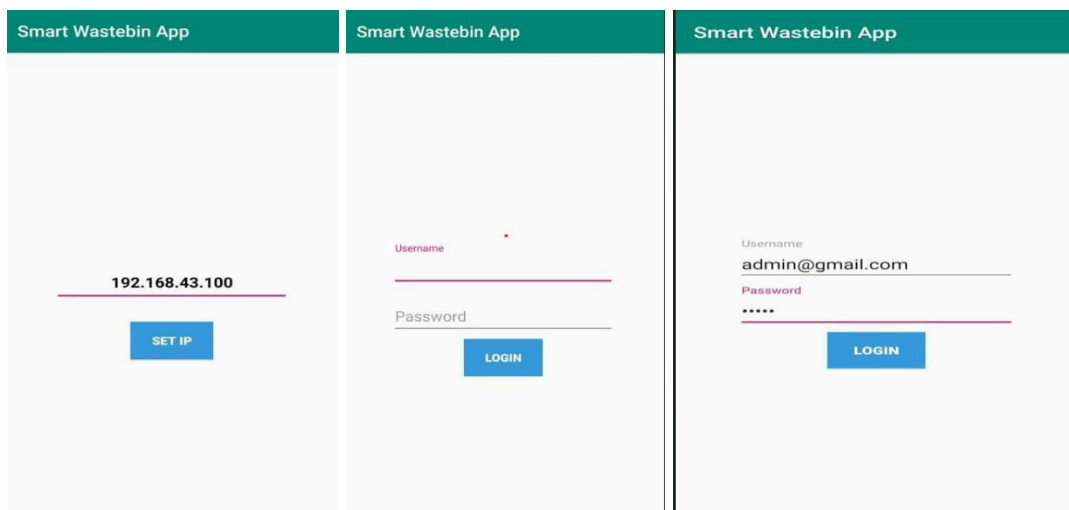 Smart Wastebin App
192.168.43.100
SET IP
Smart Wastebin App
Username
Password
LOGIN
Smart Wastebin App
Username
admin@gmail.com
Password
•••••
LOGIN